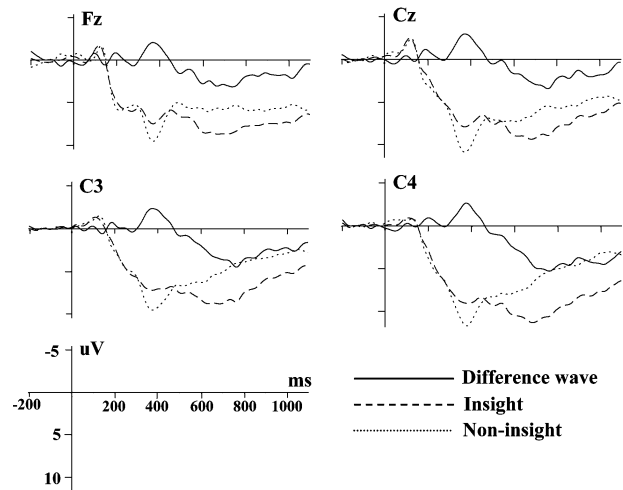 Fz
Cz
C3
C4
-5
uV
ms
-200
200
400
600
800
1000
5
10
Difference wave
Insight
Non-insight